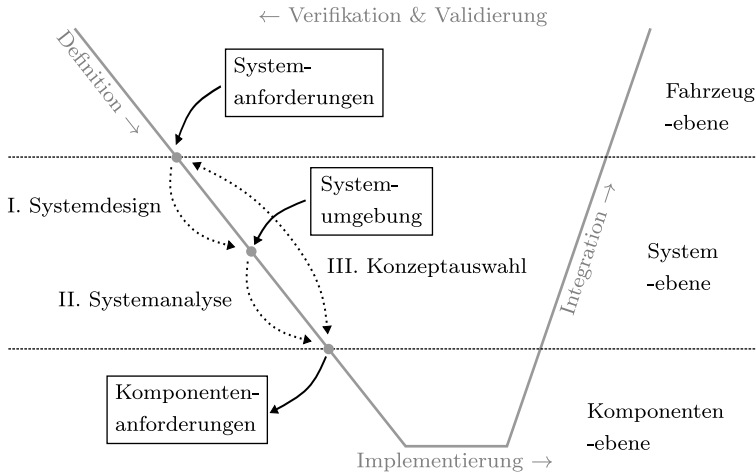 ← Verifikation & Validierung
Definition →
System-
anforderungen
Fahrzeug
-ebene
I. Systemdesign
System-
umgebung
II. Systemanalyse
III. Konzeptauswahl
Integration →
System
-ebene
Komponenten-
anforderungen
Komponenten
-ebene
Implementierung →